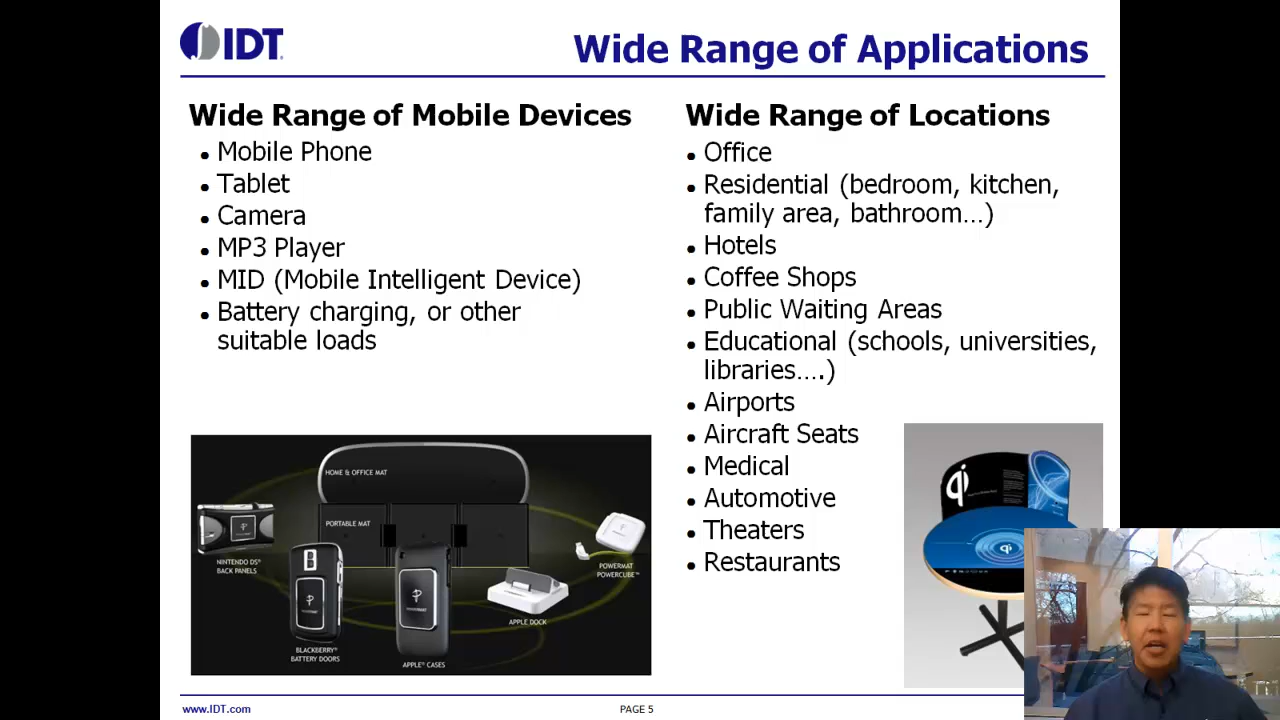 IDT
Wide Range of Applications
Wide Range of Mobile Devices
• Mobile Phone
• Tablet
• Camera
• MP3 Player
• MID (Mobile Intelligent Device)
• Battery charging, or other
suitable loads
Wide Range of Locations
• Office
• Residential (bedroom, kitchen,
family area, bathroom…)
• Hotels
• Coffee Shops
• Public Waiting Areas
• Educational (schools, universities,
libraries….)
• Airports
• Aircraft Seats
• Medical
• Automotive
• Theaters
• Restaurants
HOME & OFFICE MAT
PORTABLE MAT
NINTENDO DS®
BACK PANELS
BLACKBERRY®
BATTERY DOORS
APPLE® CASES
APPLE DOCK
POWERMAT
POWERCUBE™
qi
qi
www.IDT.com
PAGE 5